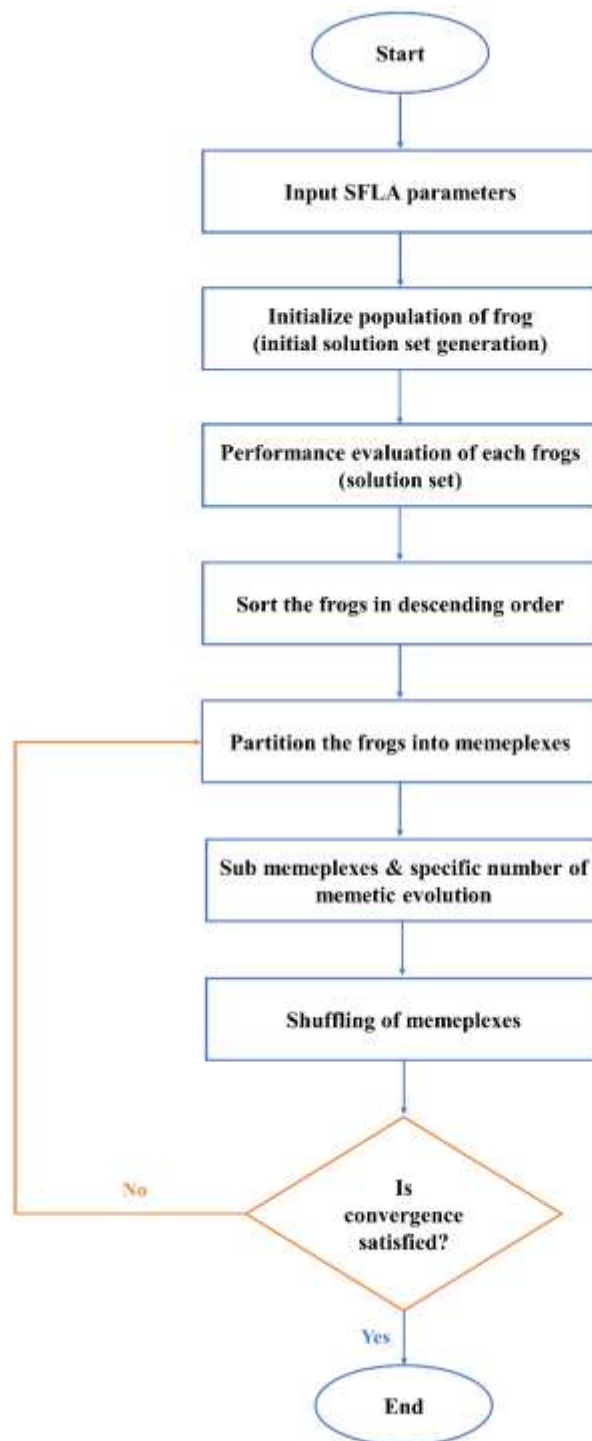 Start
Input SFLA parameters
Initialize population of frog
(initial solution set generation)
Performance evaluation of each frogs
(solution set)
Sort the frogs in descending order
Partition the frogs into memeplexes
Sub memeplexes & specific number of
memetic evolution
Shuffling of memeplexes
Is
convergence
satisfied?
No
Yes
End